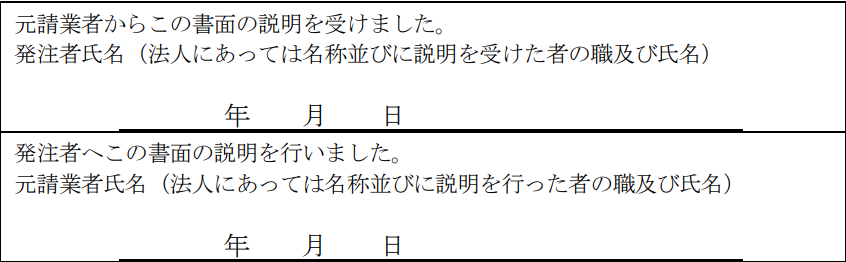 元請業者からこの書面の説明を受けました。
発注者氏名（法人にあっては名称並びに説明を受けた者の職及び氏名）
年　　月　　日
発注者へこの書面の説明を行いました。
元請業者氏名（法人にあっては名称並びに説明を行った者の職及び氏名）
年　　月　　日